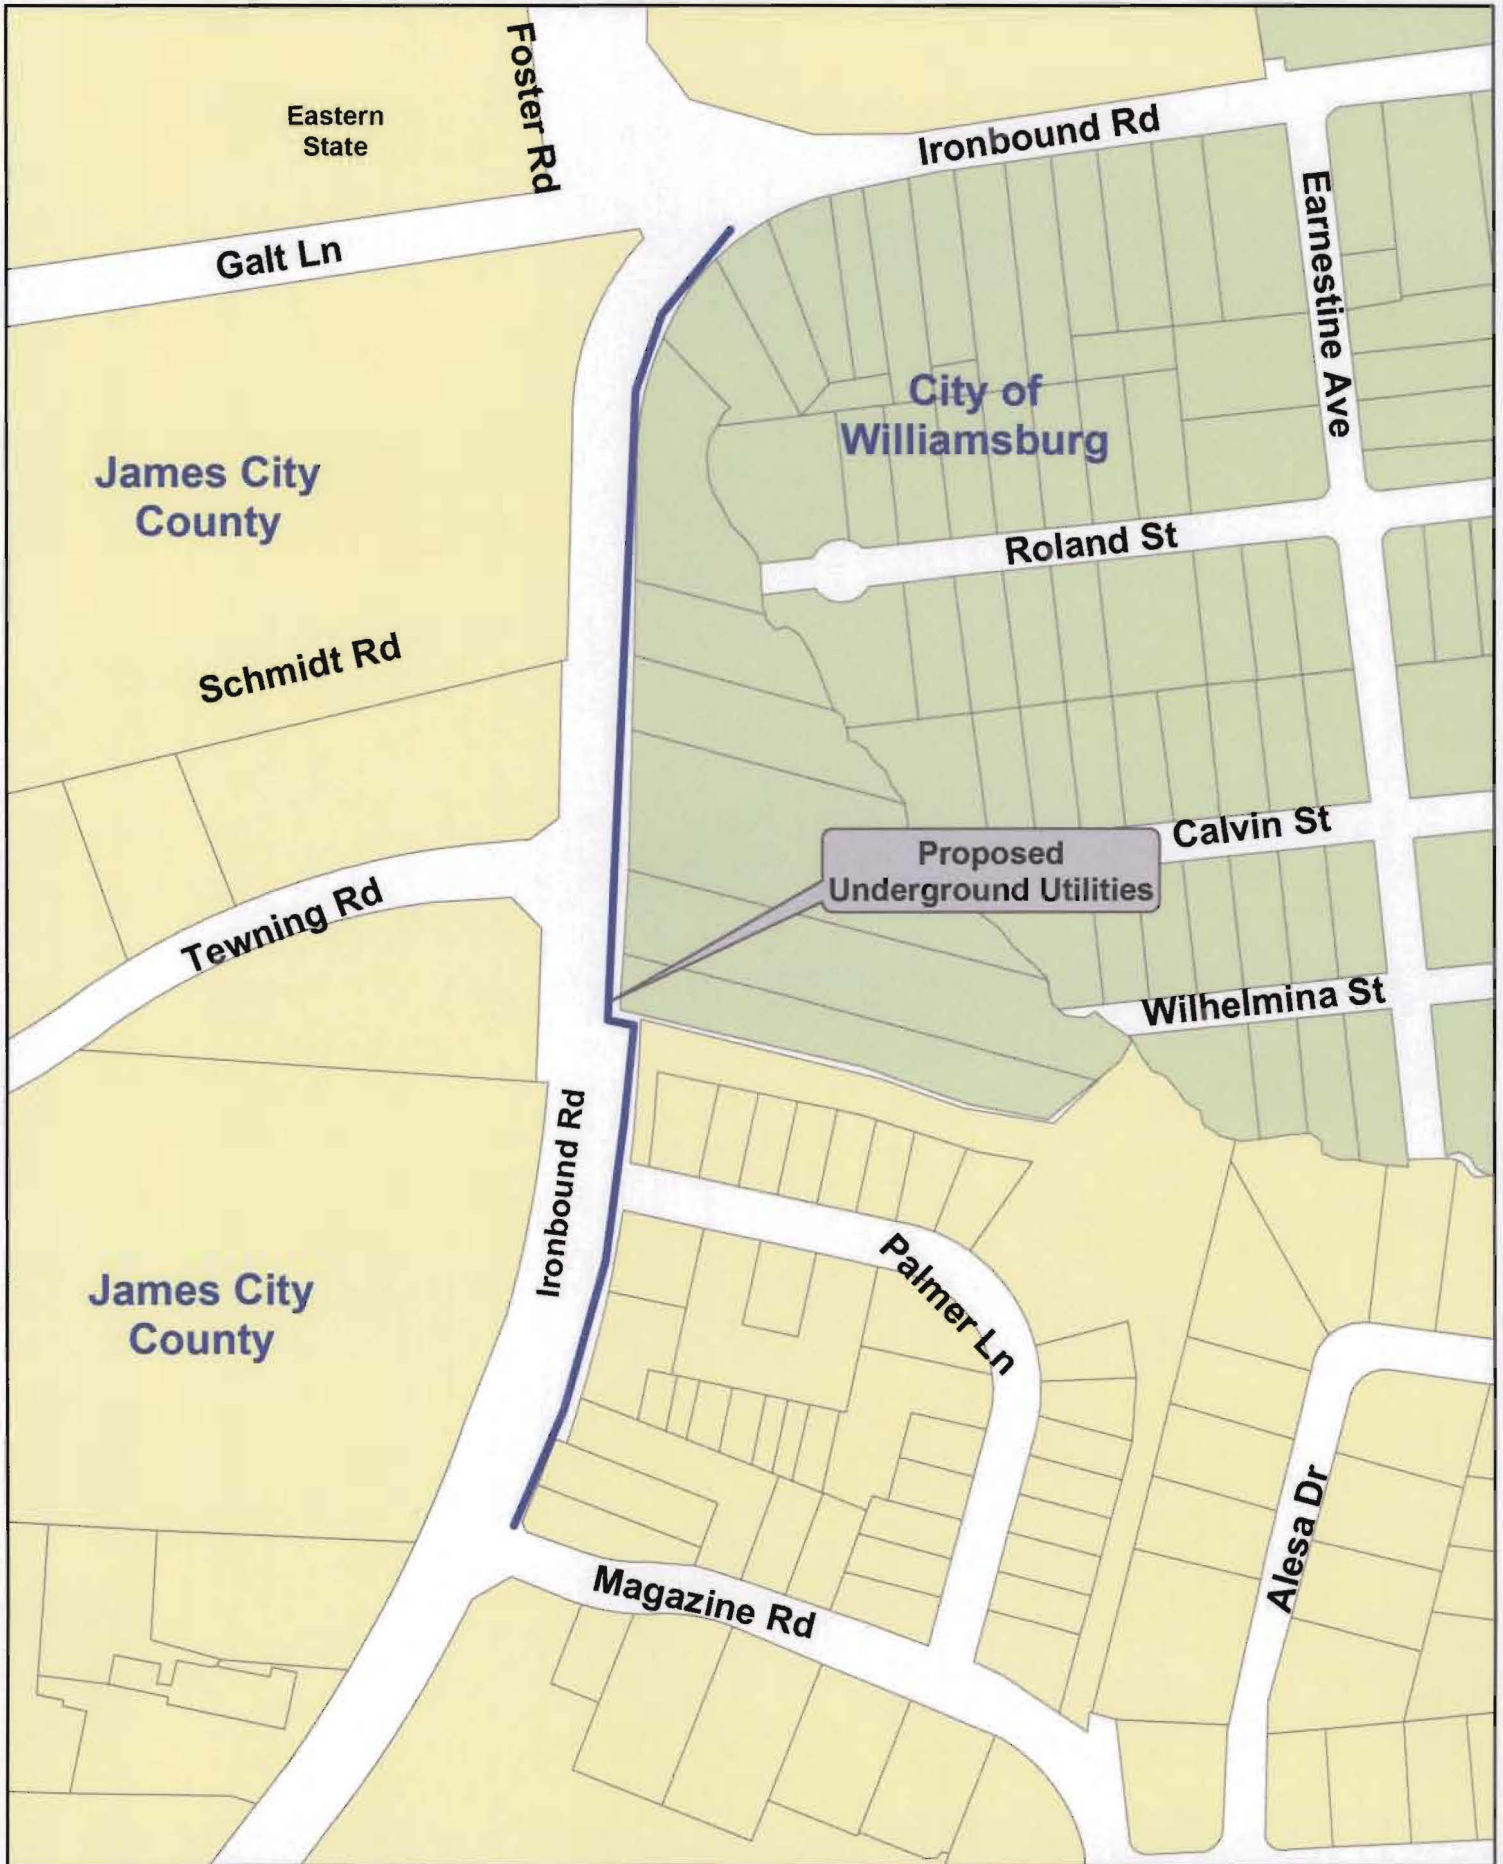 Foster Rd
Eastern
State
Ironbound Rd
Galt Ln
Earnestine Ave
City of
Williamsburg
James City
County
Roland St
Schmidt Rd
Calvin St
Proposed
Underground Utilities
Tewning Rd
Wilhelmina St
Ironbound Rd
Palmer Ln
James City
County
Alesa Dr
Magazine Rd